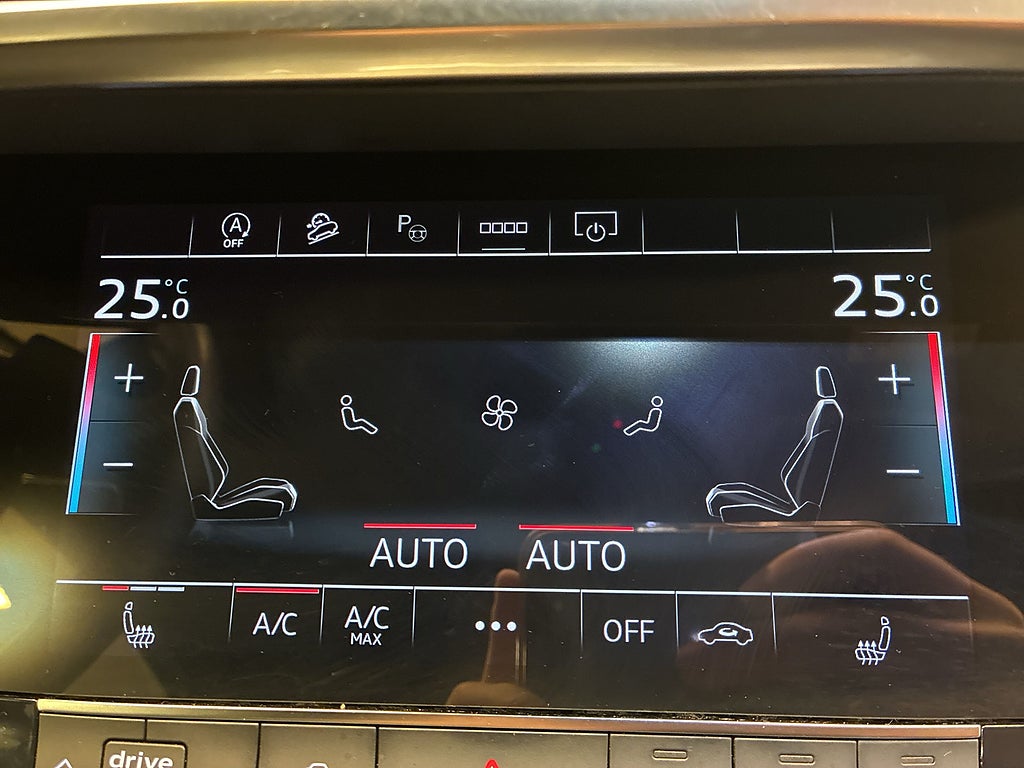 A
OFF
P
25.0 °C
25.0 °C
+
+
−
−
AUTO
AUTO
A/C
A/C
MAX
•••
OFF
drive